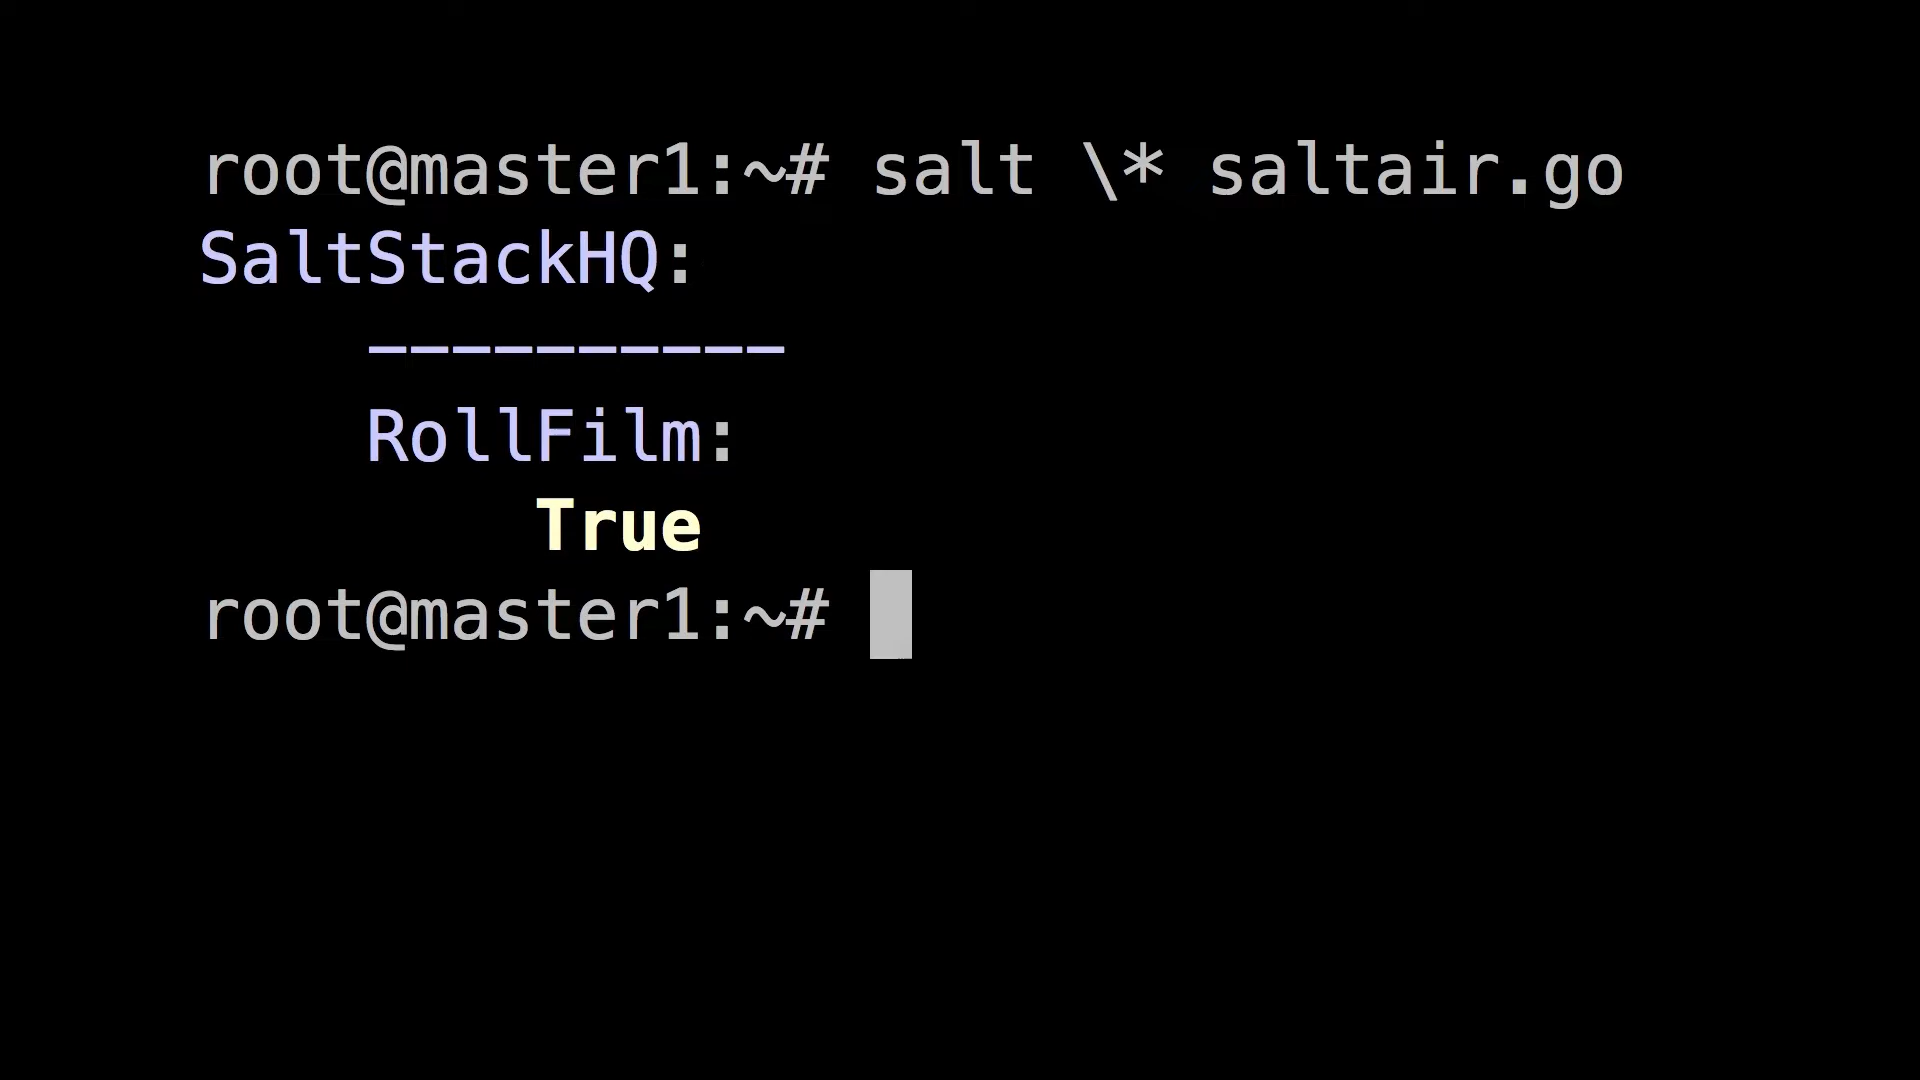 root@master1:~# salt \* saltair.go
SaltStackHQ:
    ----------
    RollFilm:
        True
root@master1:~#